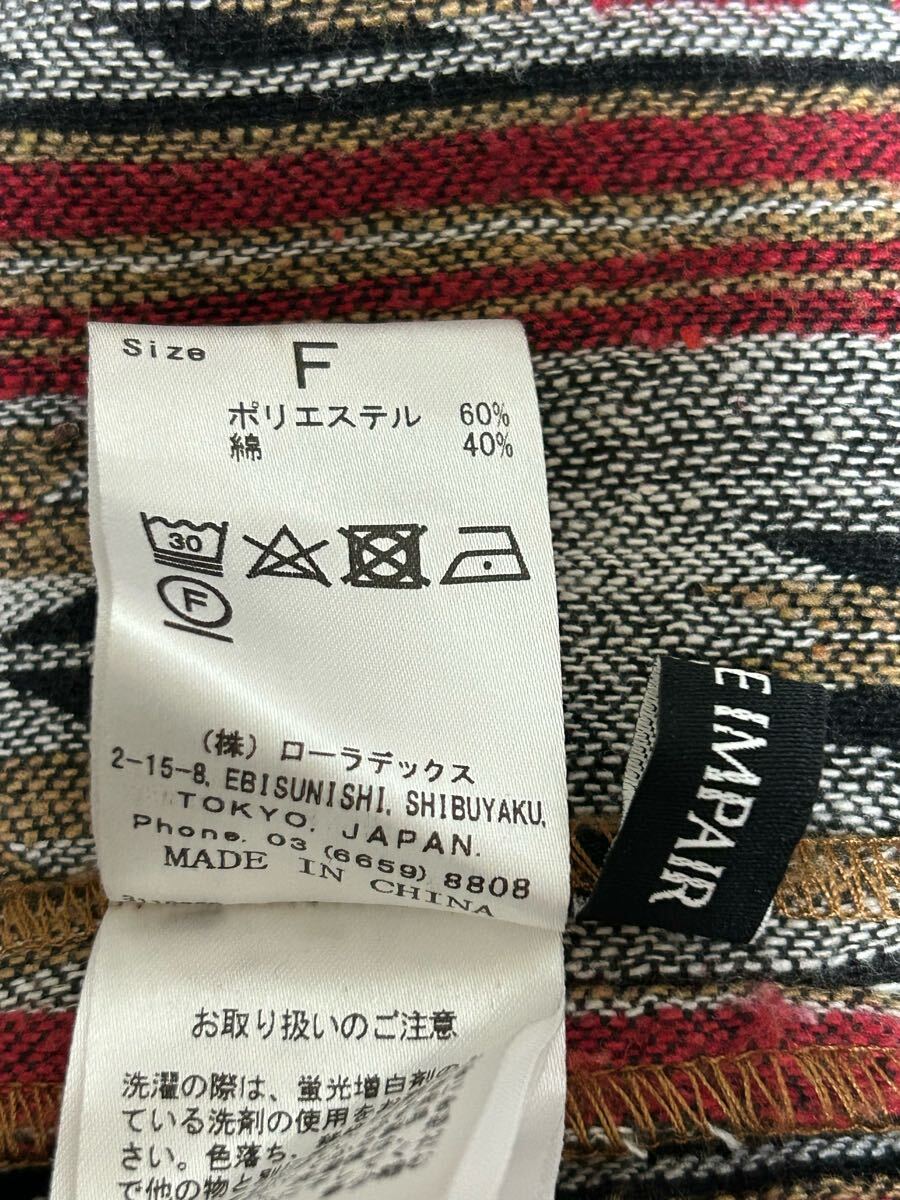 Size F
ポリエステル 60%
綿 40%
30
F
(株) ローラデックス
2-15-8, EBISUNISHI, SHIBUYAKU,
TOKYO, JAPAN.
Phone. 03 (6659) 8808
MADE IN CHINA
お取り扱いのご注意
洗濯の際は、蛍光増白剤の
ている洗剤の使用を
さい。色落ち
で他の物と
E IMPAIR